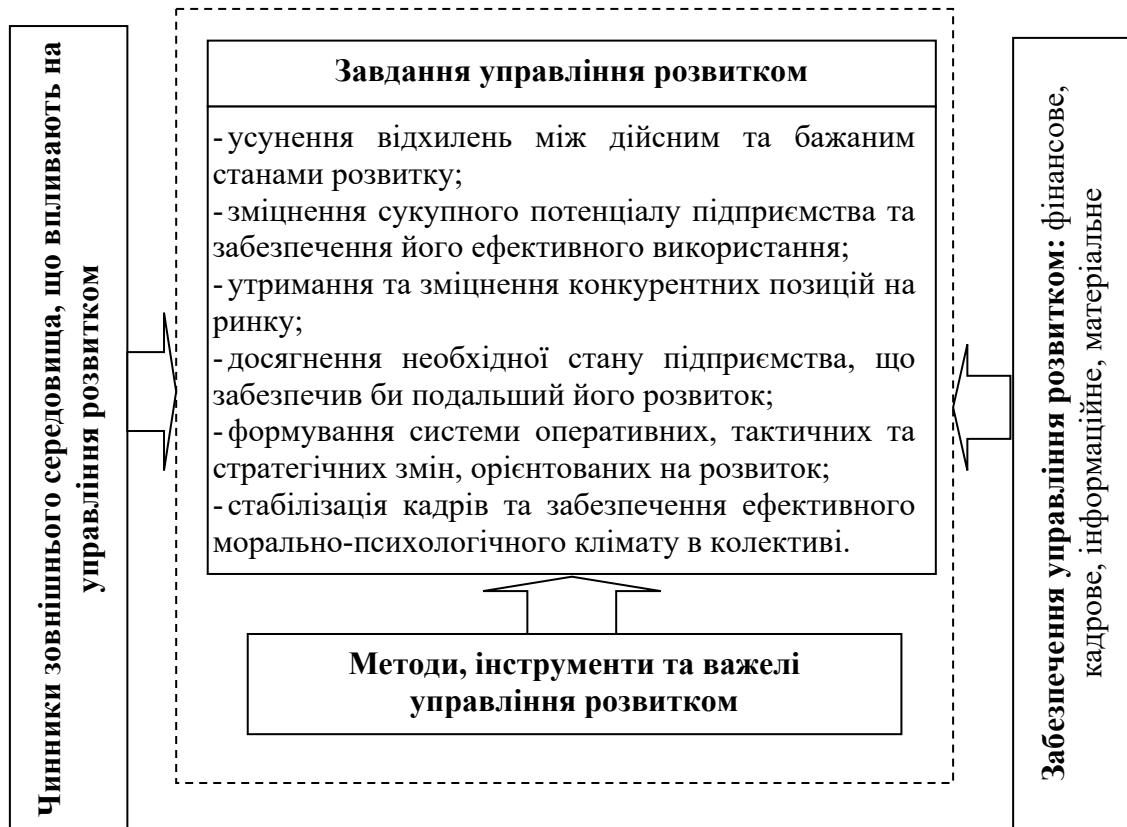 Чинники зовнішнього середовища, що впливають на
управління розвитком
Завдання управління розвитком
- усунення відхилень між дійсним та бажаним
станами розвитку;
- зміцнення сукупного потенціалу підприємства та
забезпечення його ефективного використання;
- утримання та зміцнення конкурентних позицій на
ринку;
- досягнення необхідної стану підприємства, що
забезпечив би подальший його розвиток;
- формування системи оперативних, тактичних та
стратегічних змін, орієнтованих на розвиток;
- стабілізація кадрів та забезпечення ефективного
морально-психологічного клімату в колективі.
Методи, інструменти та важелі
управління розвитком
Забезпечення управління розвитком: фінансове,
кадрове, інформаційне, матеріальне